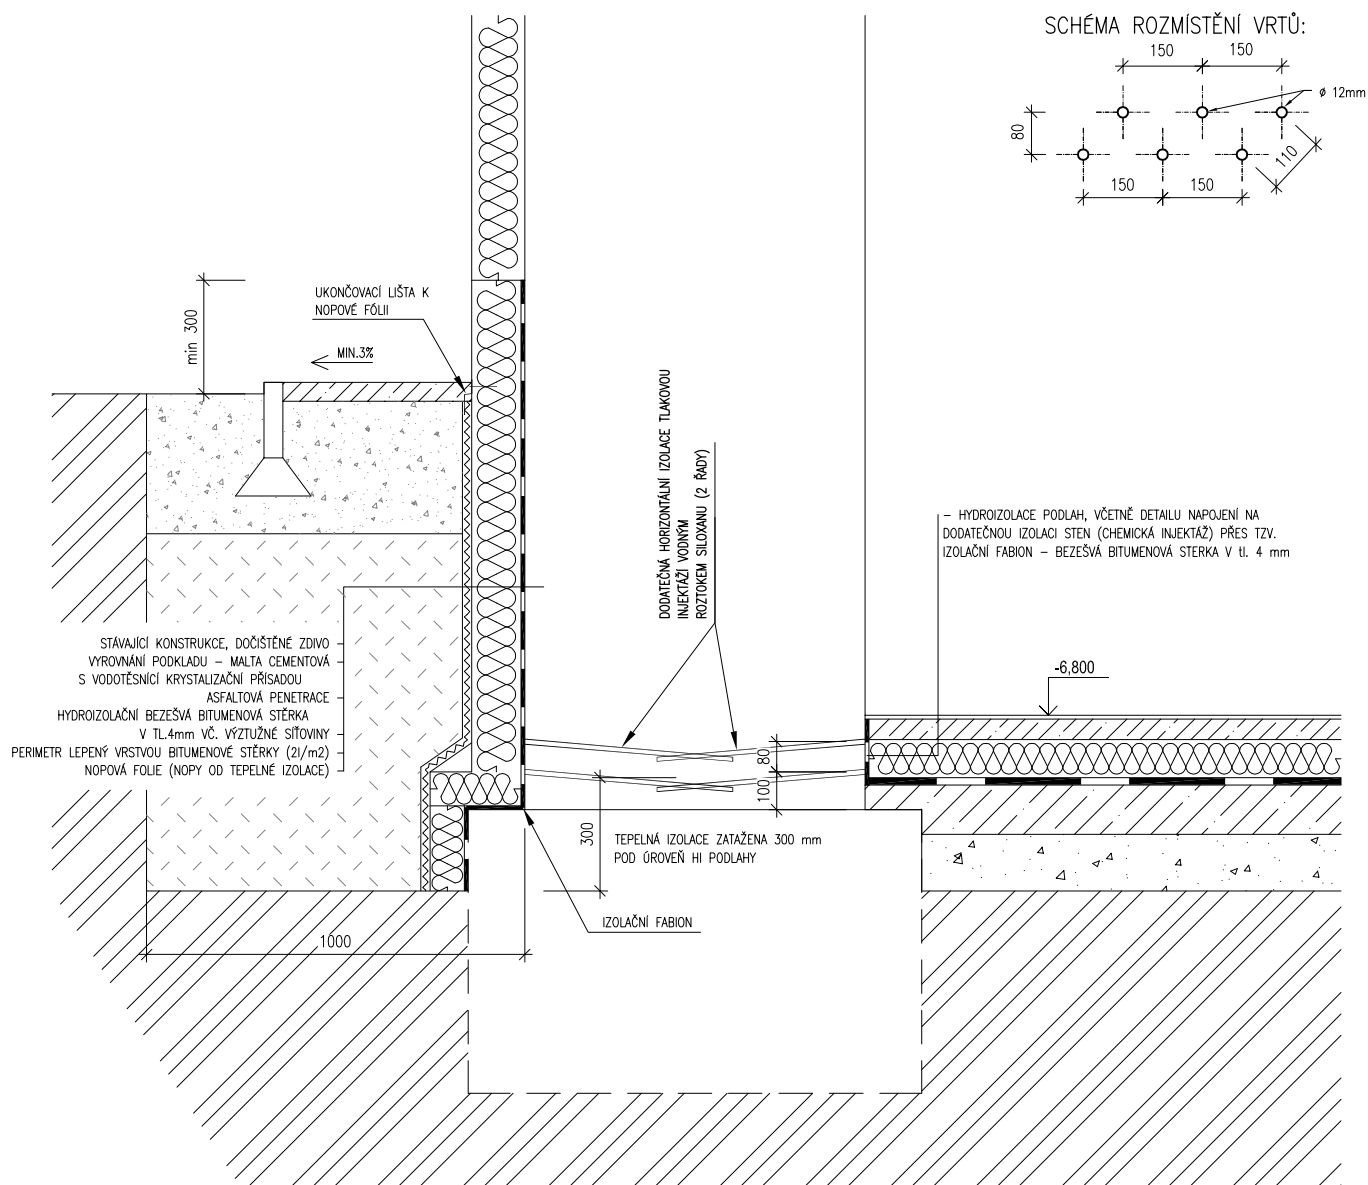 SCHÉMA ROZMÍSTĚNÍ VRTŮ:
150
150
ø 12mm
80
110
150
150
UKONČOVACÍ LIŠTA K
NOPOVÉ FÓLII
min 300
MIN.3%
DODATEČNÁ HORIZONTÁLNÍ IZOLACE TLAKOVOU
INJEKTÁŽÍ VODNÝM
ROZTOKEM SILOXANU (2 ŘADY)
- HYDROIZOLACE PODLAH, VČETNĚ DETAILU NAPOJENÍ NA
DODATEČNOU IZOLACI STEN (CHEMICKÁ INJEKTÁŽ) PŘES TZV.
IZOLAČNÍ FABION – BEZEŠVÁ BITUMENOVÁ STERKA V tl. 4 mm
STÁVAJÍCÍ KONSTRUKCE, DOČIŠTĚNÉ ZDIVO
VYROVNÁNÍ PODKLADU – MALTA CEMENTOVÁ
S VODOTĚSNÍCÍ KRYSTALIZAČNÍ PŘÍSADOU
ASFALTOVÁ PENETRACE
HYDROIZOLAČNÍ BEZEŠVÁ BITUMENOVÁ STĚRKA
V TL.4mm VČ. VÝZTUŽNÉ SÍŤOVINY
PERIMETR LEPENÝ VRSTVOU BITUMENOVÉ STĚRKY (2l/m2)
NOPOVÁ FOLIE (NOPY OD TEPELNÉ IZOLACE)
-6,800
80
100
300
TEPELNÁ IZOLACE ZATAŽENA 300 mm
POD ÚROVEŇ HI PODLAHY
IZOLAČNÍ FABION
1000